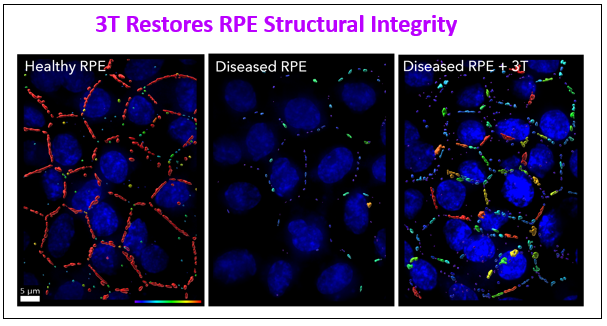 3T Restores RPE Structural Integrity
Healthy RPE
Diseased RPE
Diseased RPE + 3T
5 µm